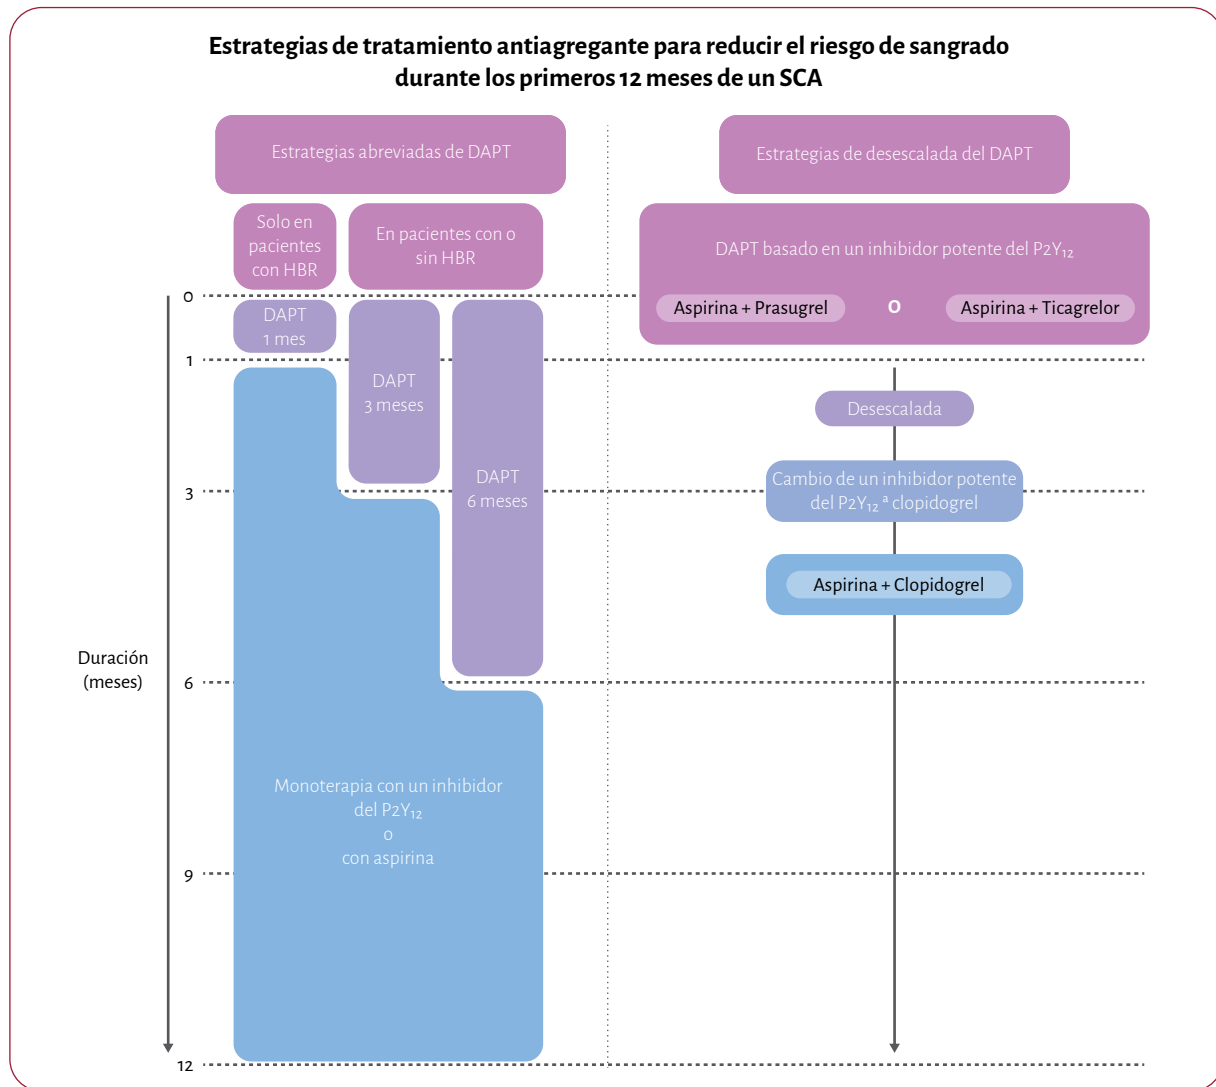 Estrategias de tratamiento antiagregante para reducir el riesgo de sangrado
durante los primeros 12 meses de un SCA
Estrategias abreviadas de DAPT
Estrategias de desescalada del DAPT
Solo en
pacientes
con HBR
En pacientes con o
sin HBR
DAPT basado en un inhibidor potente del P2Y₁₂
Aspirina + Prasugrel
O
Aspirina + Ticagrelor
0
DAPT
1 mes
1
DAPT
3 meses
Desescalada
DAPT
6 meses
3
Cambio de un inhibidor potente
del P2Y₁₂ ª clopidogrel
Aspirina + Clopidogrel
Duración
(meses)
6
Monoterapia con un inhibidor
del P2Y₁₂
o
con aspirina
9
12